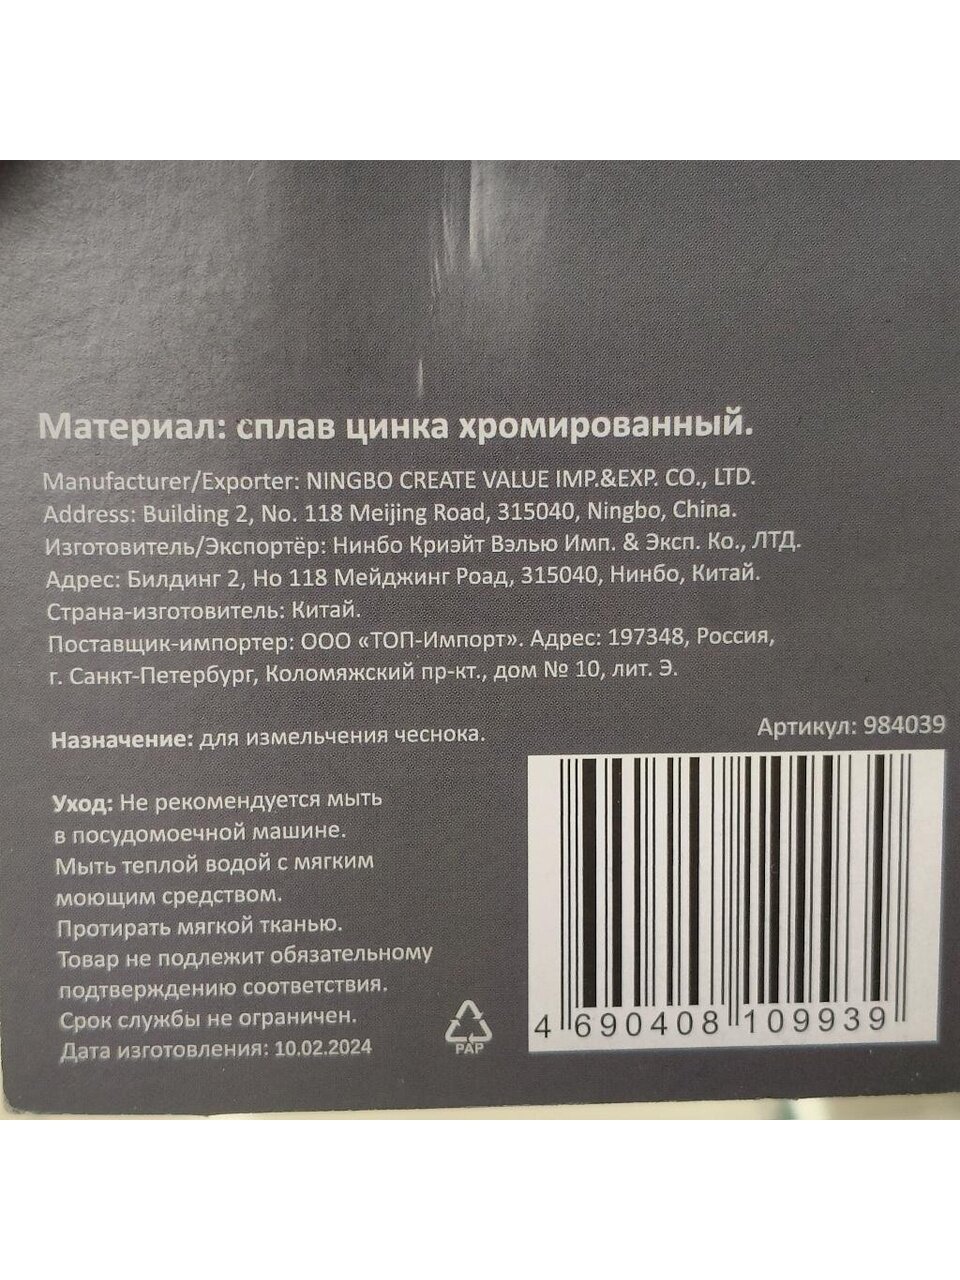 Материал: сплав цинка хромированный.
Manufacturer/Exporter: NINGBO CREATE VALUE IMP.&EXP. CO., LTD.
Address: Building 2, No. 118 Meijing Road, 315040, Ningbo, China.
Изготовитель/Экспортёр: Нинбо Криэйт Вэлью Имп. & Эксп. Ко., ЛТД.
Адрес: Билдинг 2, Но 118 Мейджинг Роад, 315040, Нинбо, Китай.
Страна-изготовитель: Китай.
Поставщик-импортер: ООО «ТОП-Импорт». Адрес: 197348, Россия,
г. Санкт-Петербург, Коломяжский пр-кт., дом № 10, лит. Э.
Назначение: для измельчения чеснока.
Уход: Не рекомендуется мыть
в посудомоечной машине.
Мыть теплой водой с мягким
моющим средством.
Протирать мягкой тканью.
Товар не подлежит обязательному
подтверждению соответствия.
Срок службы не ограничен.
Дата изготовления: 10.02.2024
PAP
Артикул: 984039
4 690408 109939